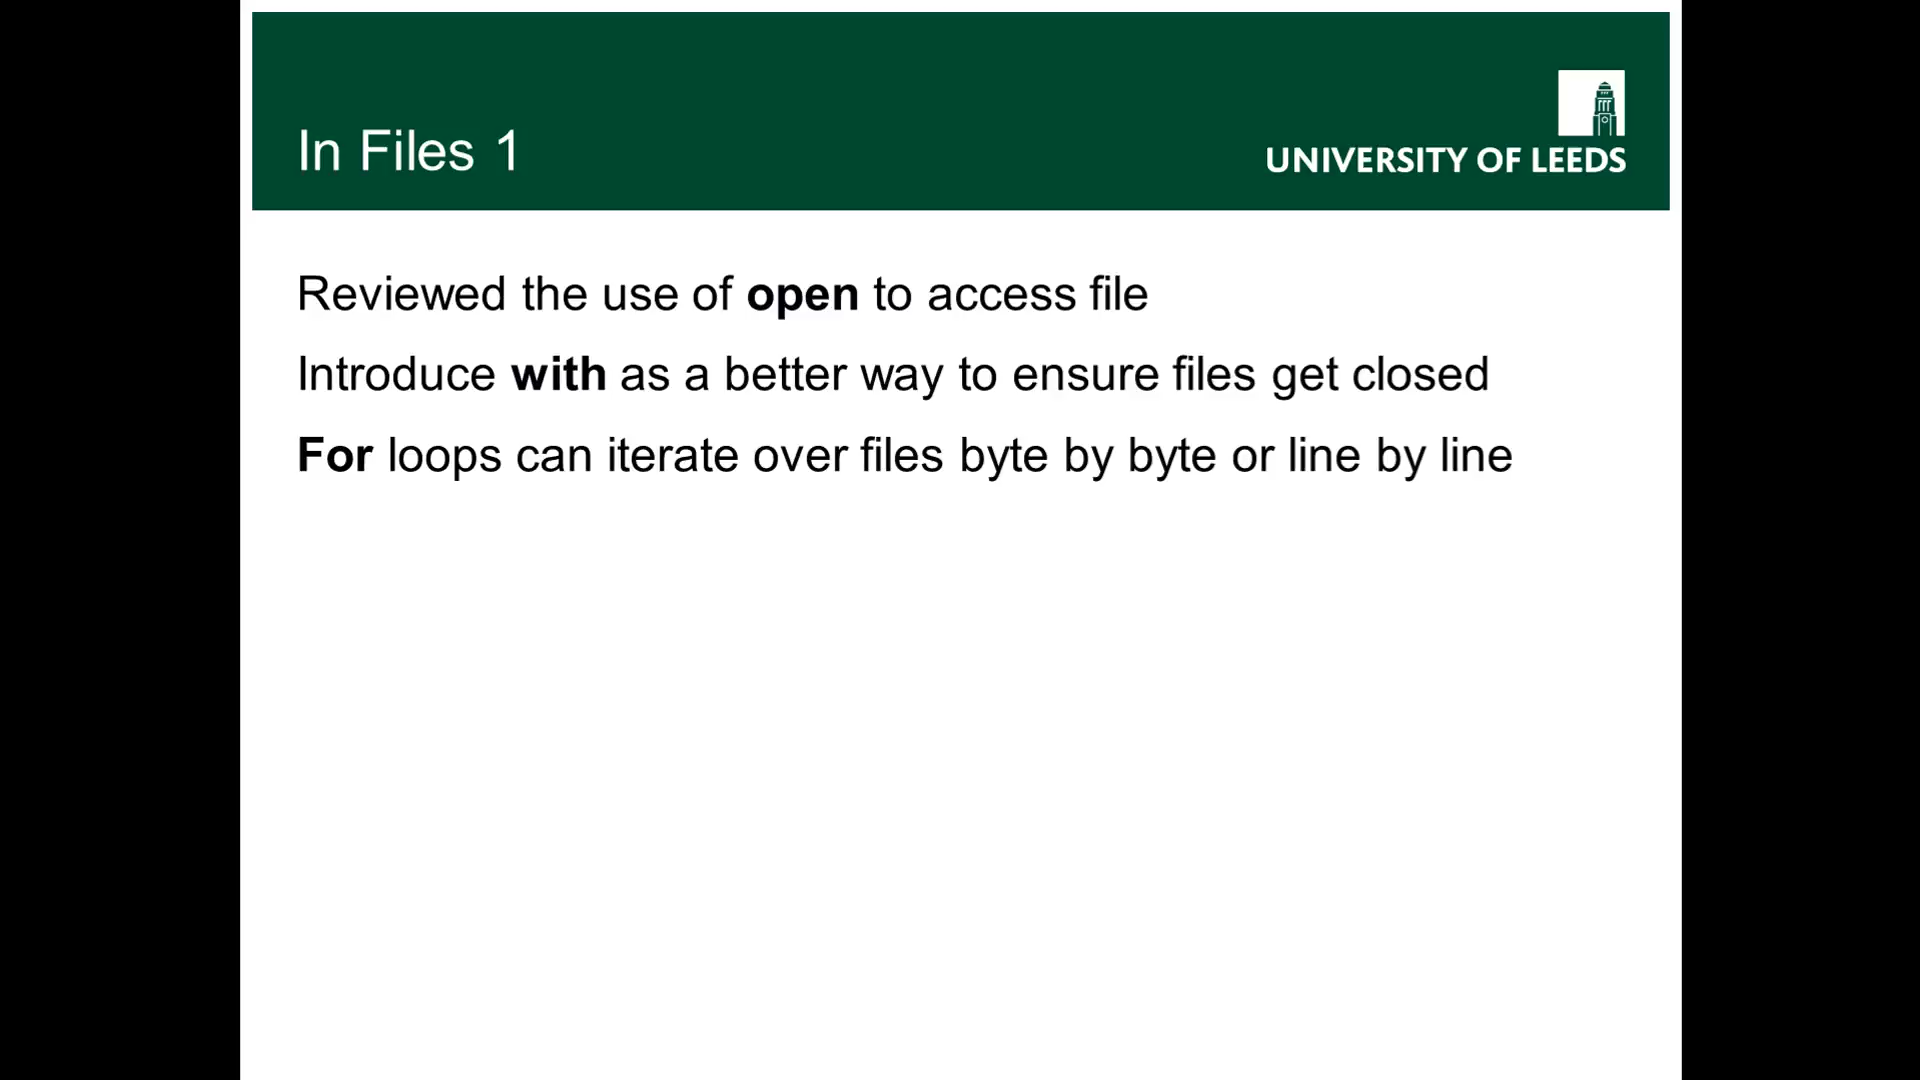 In Files 1
UNIVERSITY OF LEEDS
Reviewed the use of open to access file
Introduce with as a better way to ensure files get closed
For loops can iterate over files byte by byte or line by line